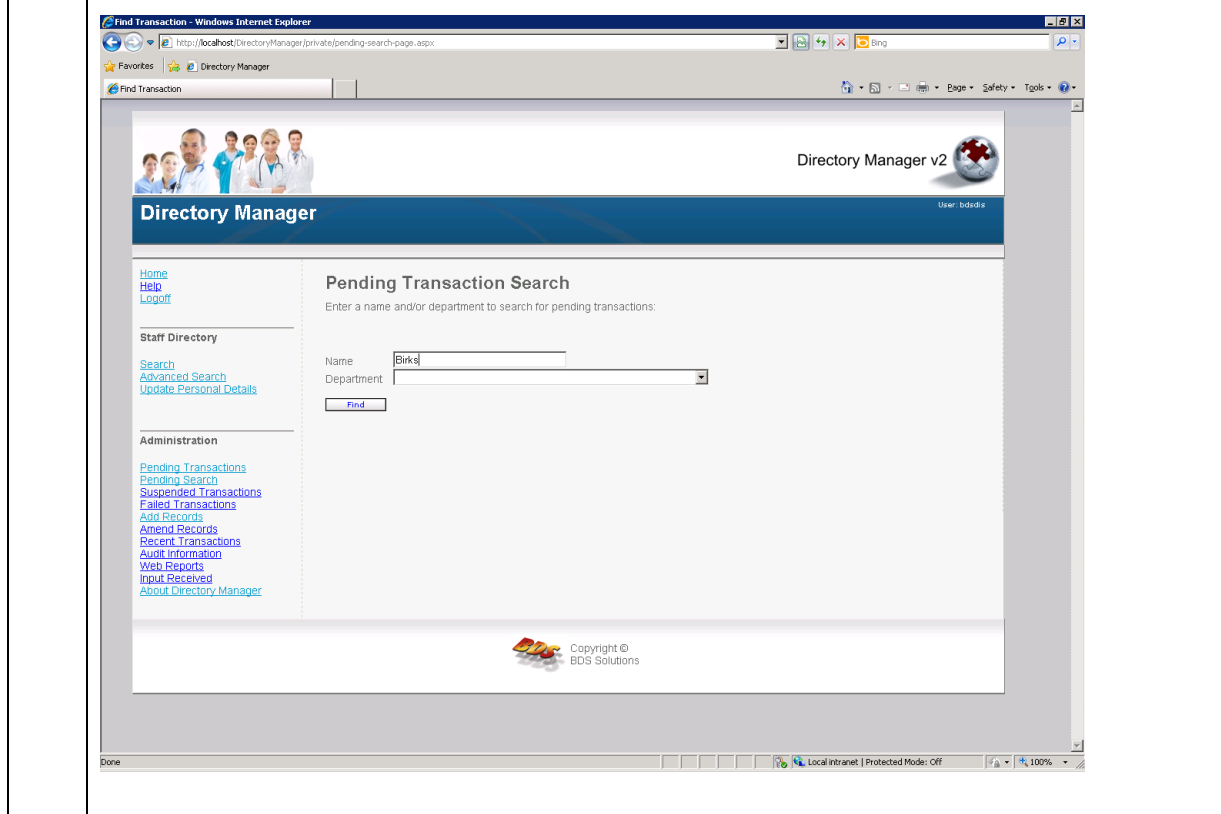 Find Transaction - Windows Internet Explorer
http://localhost/DirectoryManager/private/pending-search-page.aspx
Bing
Favorites
Directory Manager
Find Transaction
Page
Safety
Tools
Directory Manager v2
Directory Manager
User: bdsdis
Home
Help
Logoff
Staff Directory
Search
Advanced Search
Update Personal Details
Administration
Pending Transactions
Pending Search
Suspended Transactions
Failed Transactions
Add Records
Amend Records
Recent Transactions
Audit Information
Web Reports
Input Received
About Directory Manager
Pending Transaction Search
Enter a name and/or department to search for pending transactions:
Name Birks
Department
Find
BDS
Copyright ©
BDS Solutions
Done
Local intranet | Protected Mode: Off
100%